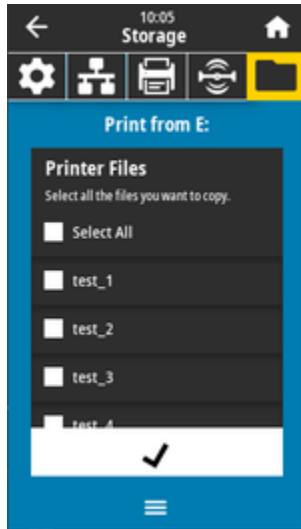 10:05
Storage
Print from E:
Printer Files
Select all the files you want to copy.
Select All
test_1
test_2
test_3
test_4